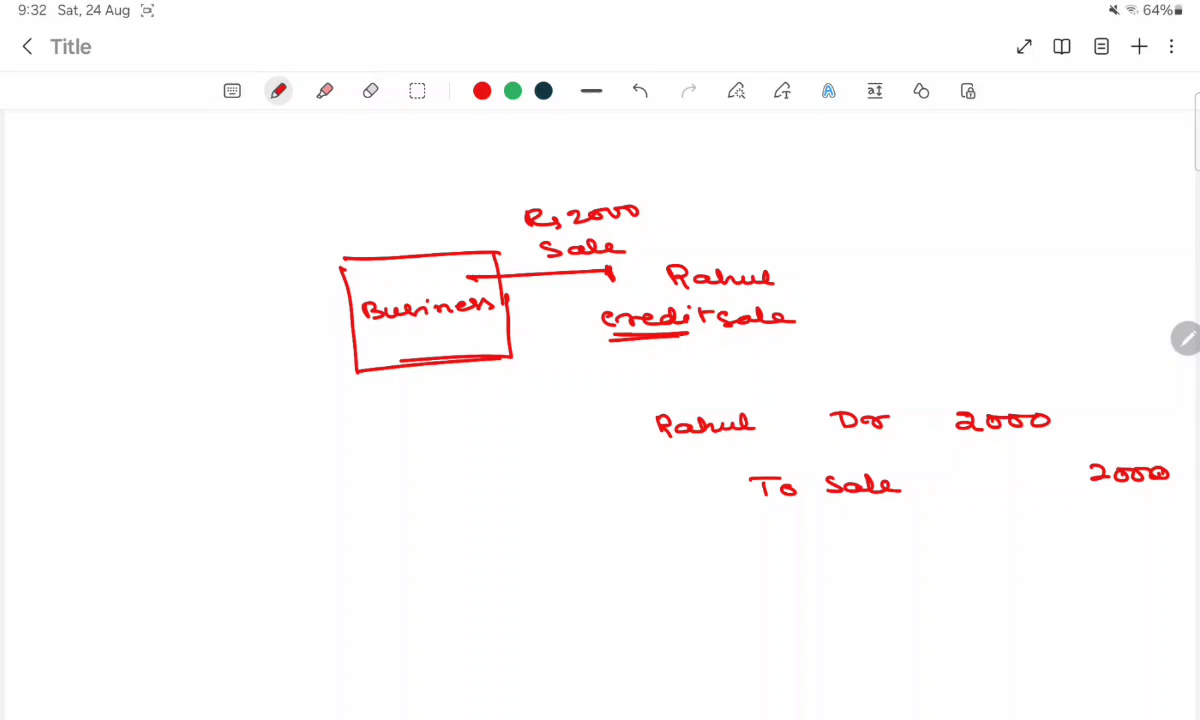 9:32 Sat, 24 Aug 64%
Title
Rs 2000
Sale
Business
Rahul
credit sale
Rahul Dr 2000
To Sale 2000